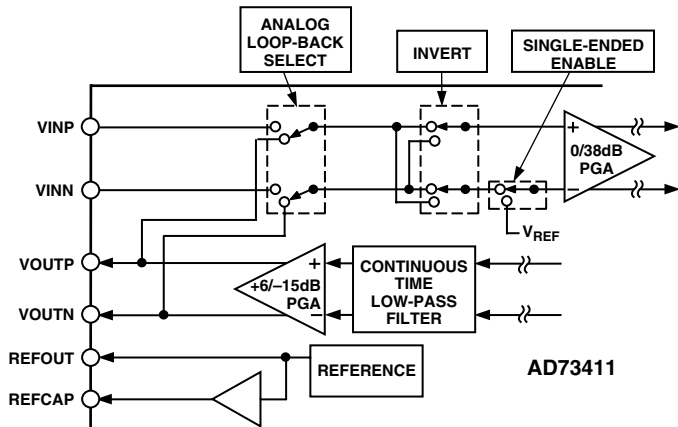 ANALOG
LOOP-BACK
SELECT
INVERT
SINGLE-ENDED
ENABLE
VINP
+
0/38dB
PGA
VINN
−
VREF
VOUTP
+
+6/–15dB
PGA
−
CONTINUOUS
TIME
LOW-PASS
FILTER
VOUTN
REFOUT
REFERENCE
AD73411
REFCAP